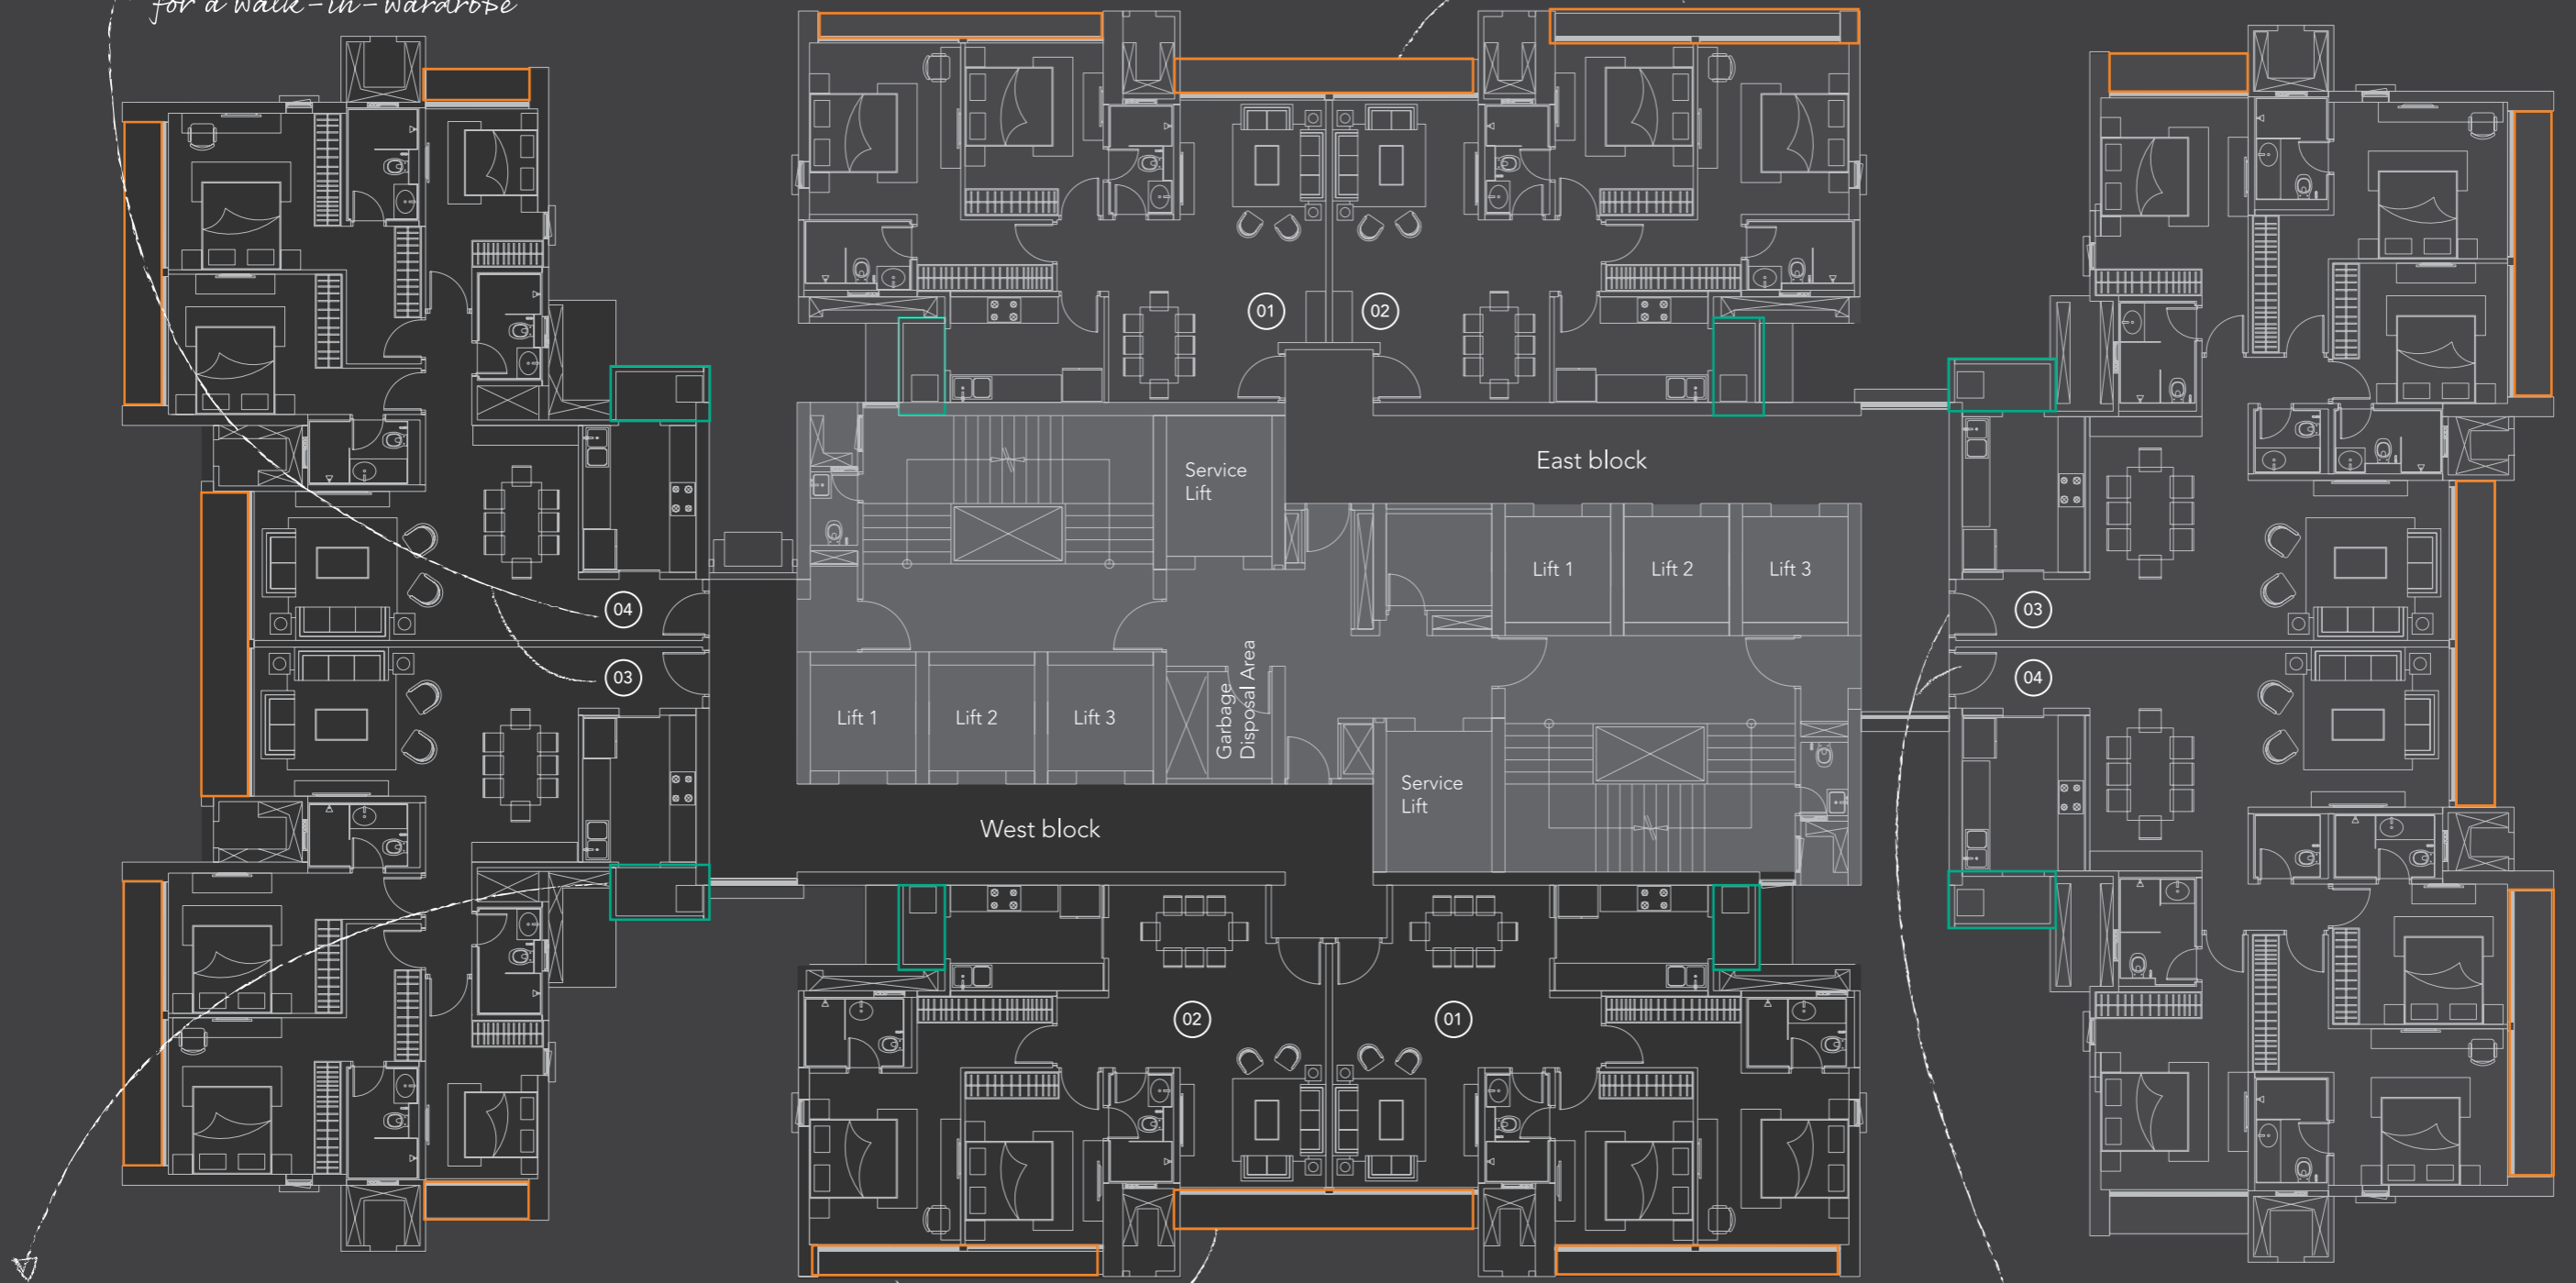 for a walk-in-wardrobe
01
02
East block
Service
Lift
Lift 1
Lift 2
Lift 3
04
03
03
04
Lift 1
Lift 2
Lift 3
Garbage
Disposal Area
Service
Lift
West block
02
01